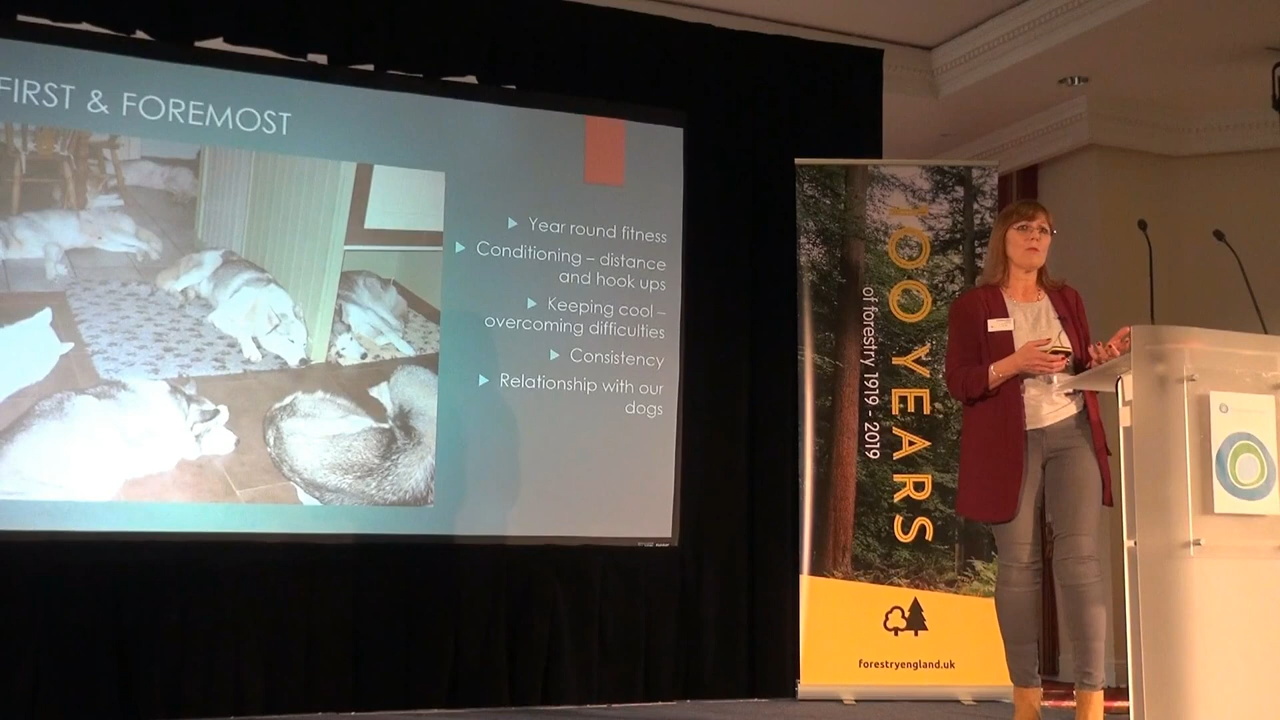 FIRST & FOREMOST
Year round fitness
Conditioning – distance
and hook ups
Keeping cool –
overcoming difficulties
Consistency
Relationship with our
dogs
100 YEARS
of forestry 1919 - 2019
forestryengland.uk